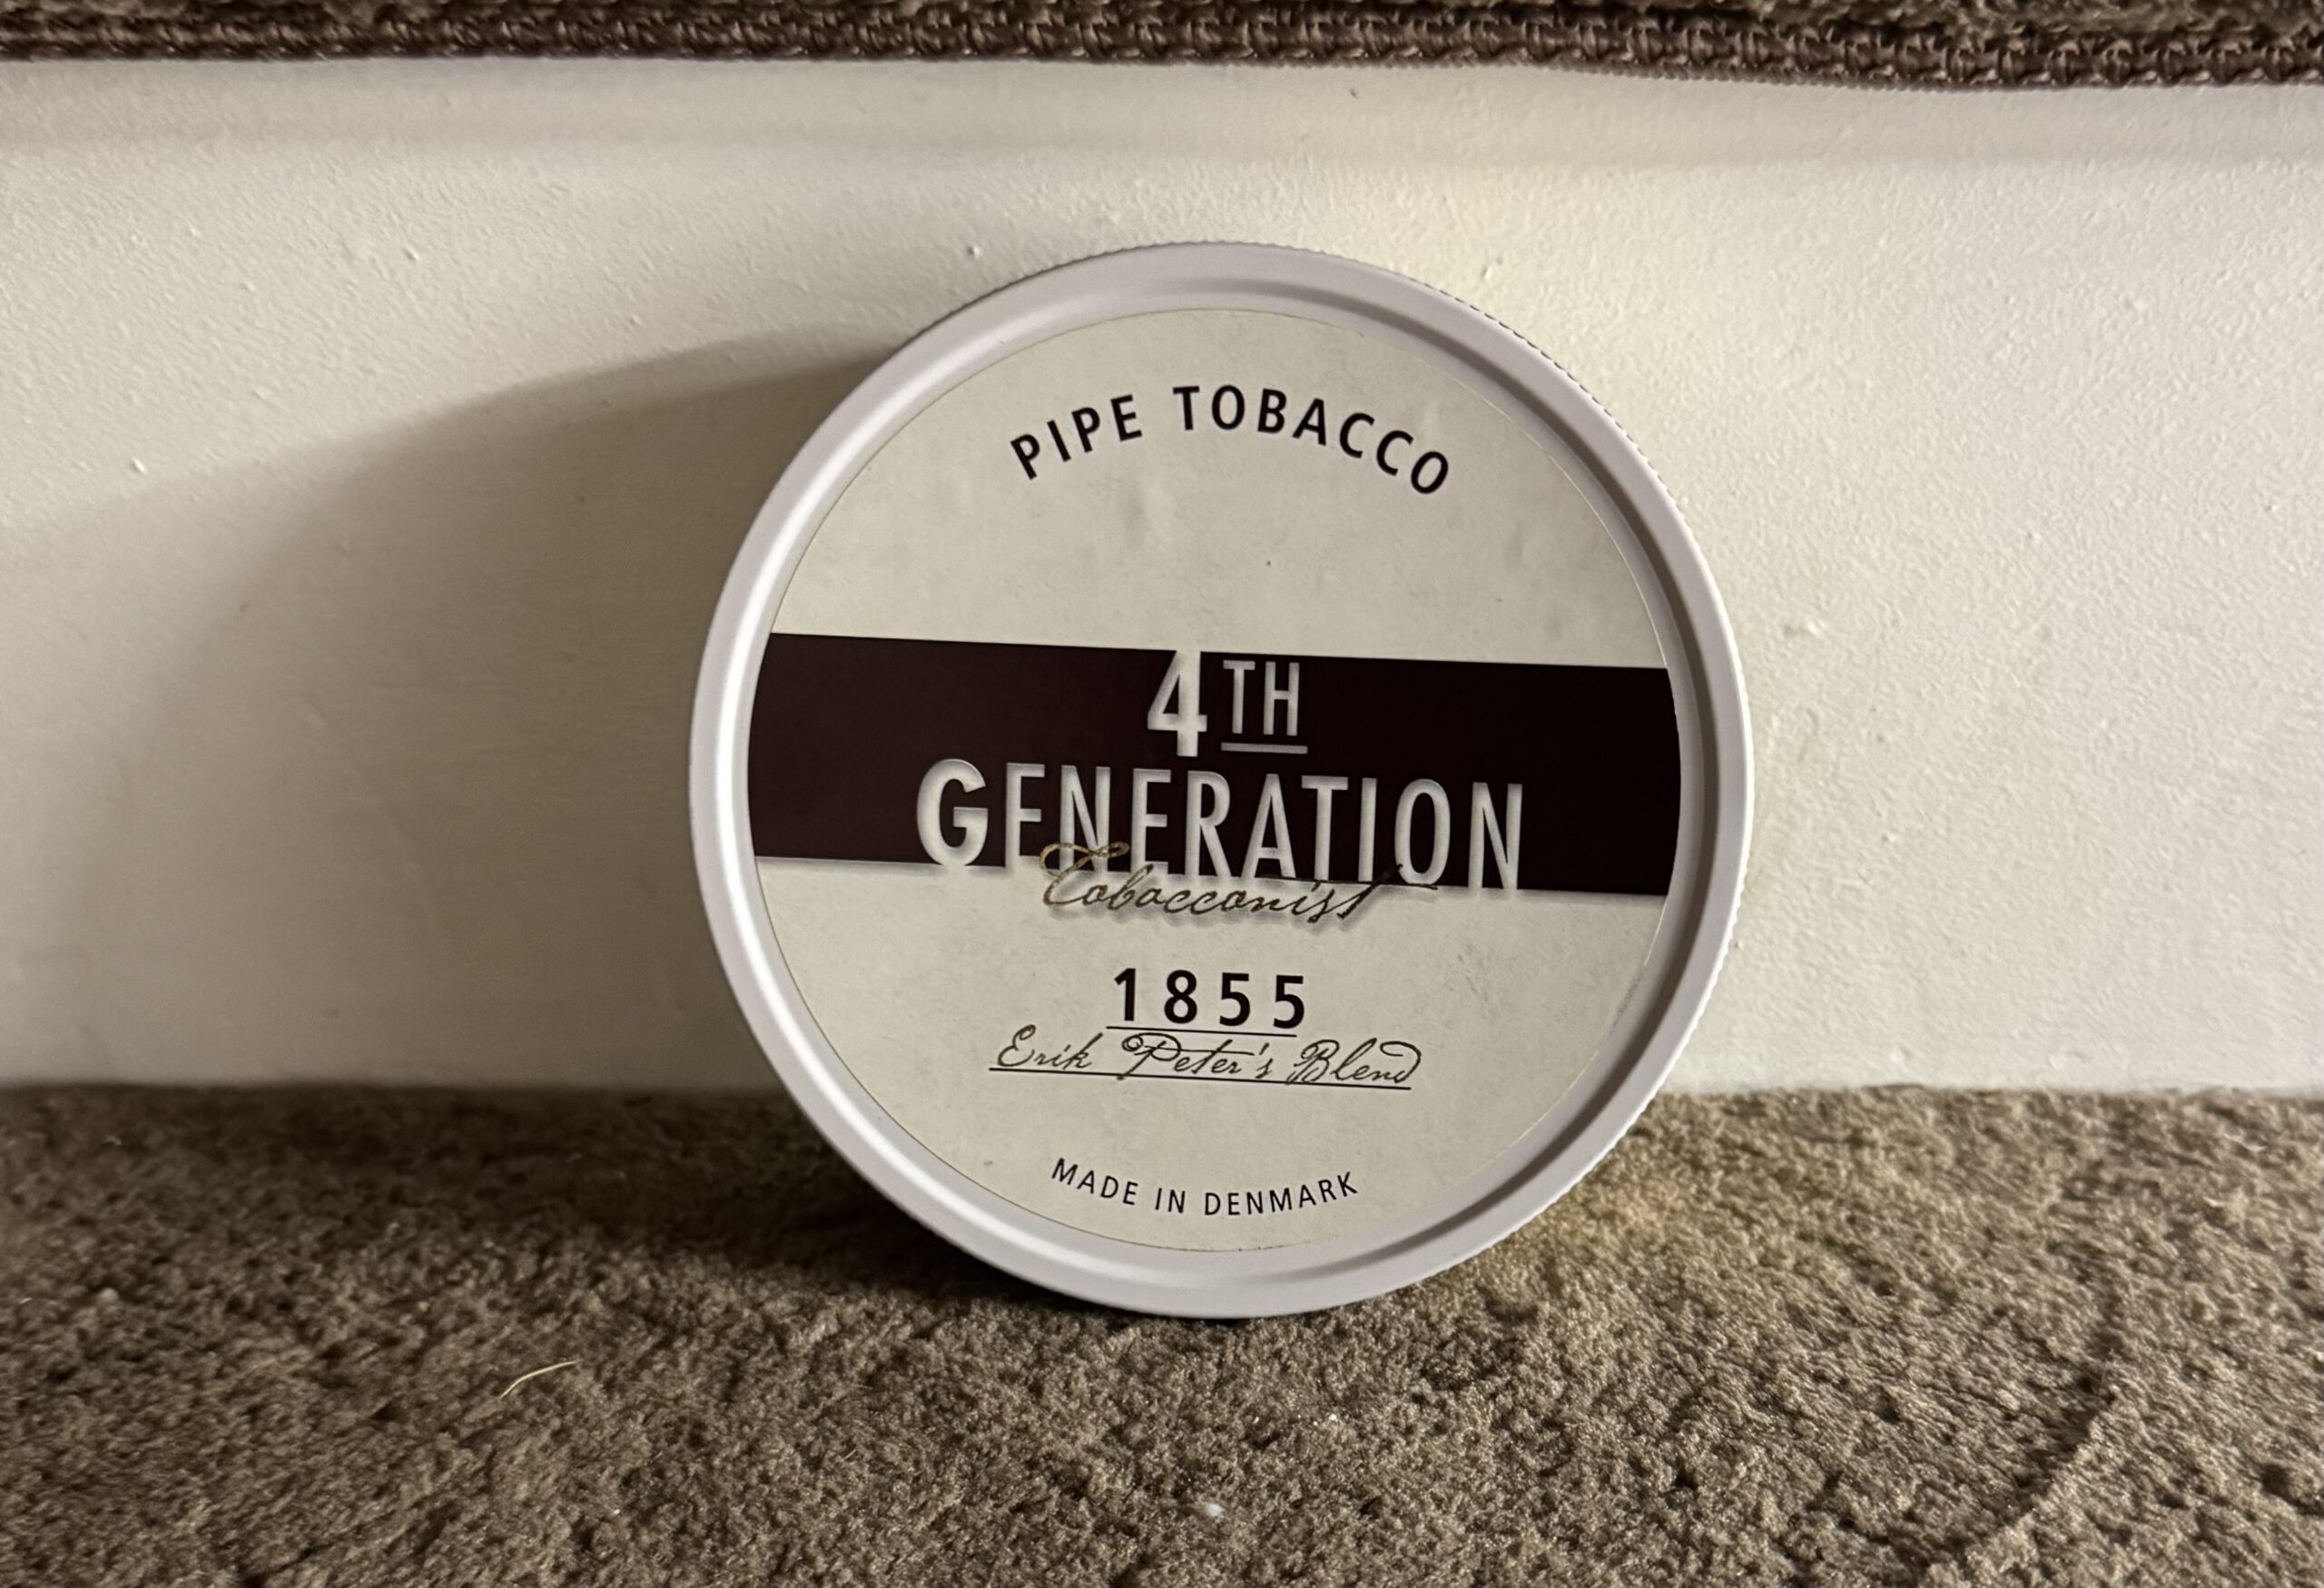 PIPE TOBACCO
4TH
GENERATION
Tobacconist
1855
Erik Peter's Blend
MADE IN DENMARK